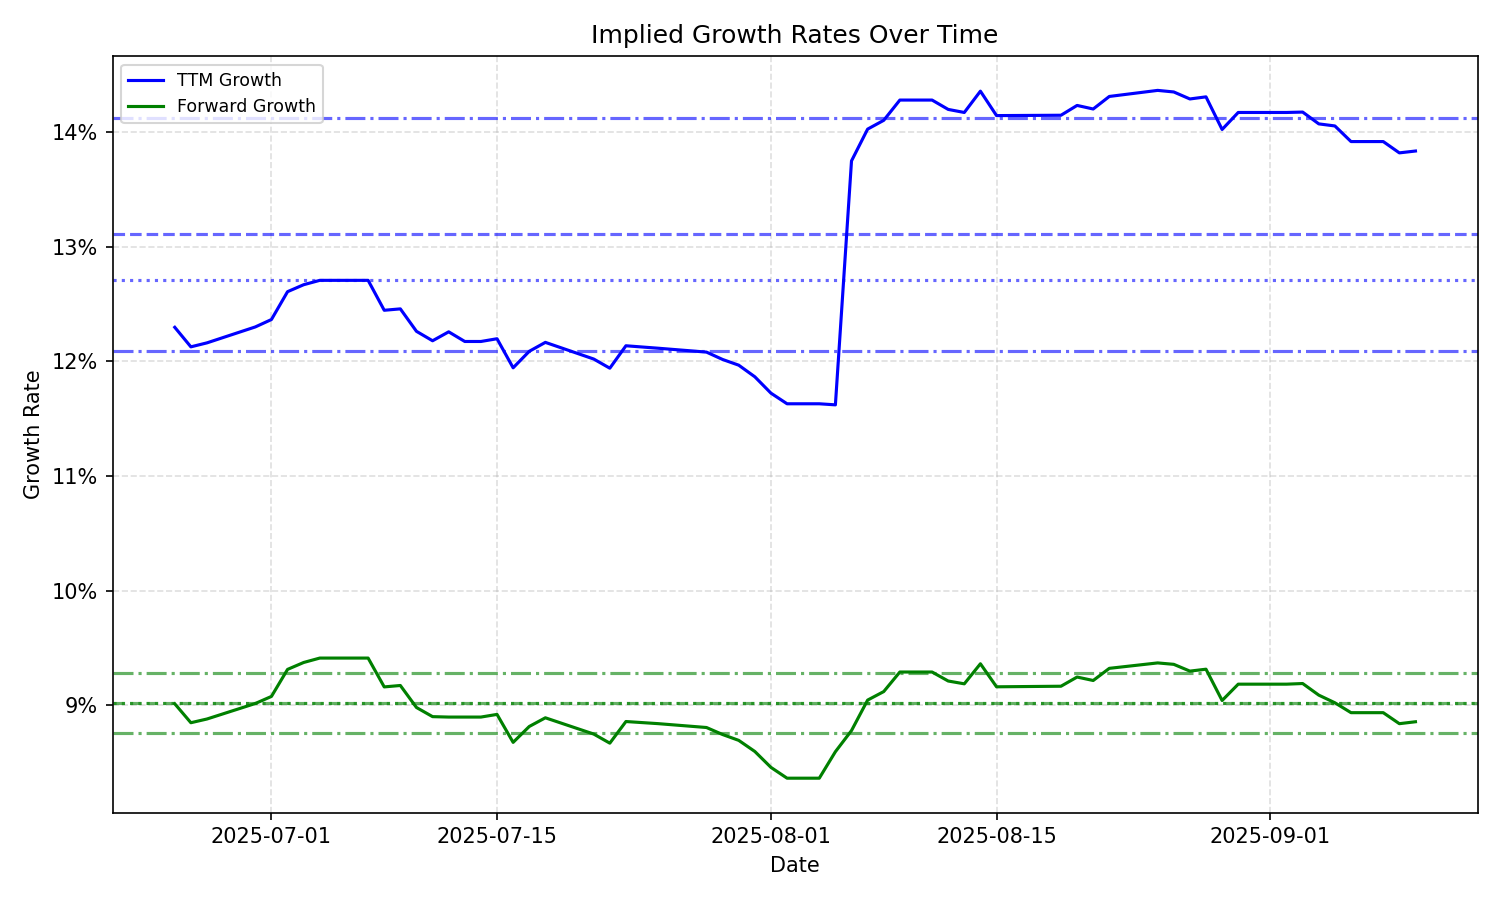 Implied Growth Rates Over Time
TTM Growth
Forward Growth
14%
13%
12%
11%
10%
9%
Growth Rate
2025-07-01
2025-07-15
2025-08-01
2025-08-15
2025-09-01
Date